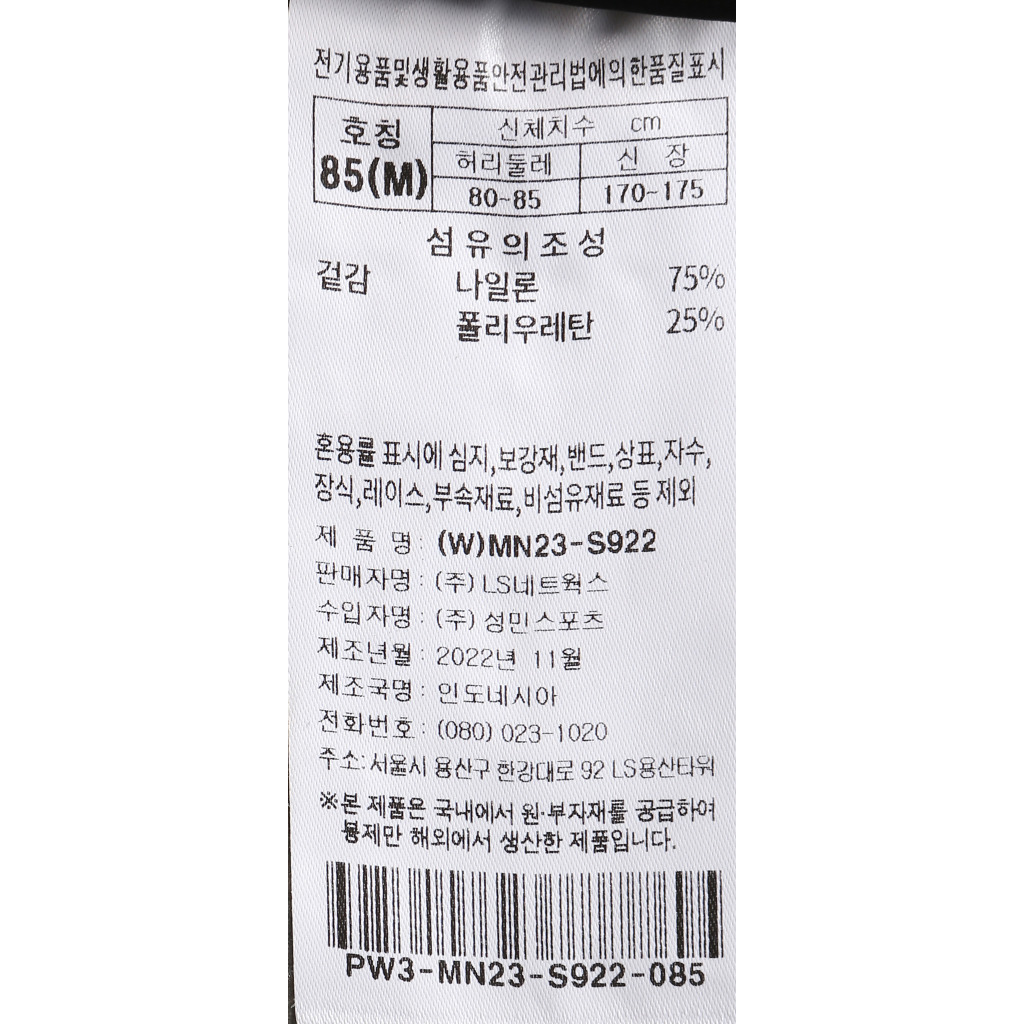 전기용품및생활용품안전관리법에의한품질표시
호칭 신체치수 cm
85(M) 허리둘레 신 장
80~85 170~175
섬 유 의 조 성
겉감 나일론 75%
폴리우레탄 25%
혼용률 표시에 심지,보강재,밴드,상표,자수,
장식,레이스,부속재료,비섬유재료 등 제외
제 품 명 : (W)MN23-S922
판매자명 : (주) LS네트웍스
수입자명 : (주) 성민스포츠
제조년월 : 2022년 11월
제조국명 : 인도네시아
전화번호 : (080) 023-1020
주소: 서울시 용산구 한강대로 92 LS용산타워
※본 제품은 국내에서 원·부자재를 공급하여
봉제만 해외에서 생산한 제품입니다.
PW3-MN23-S922-085